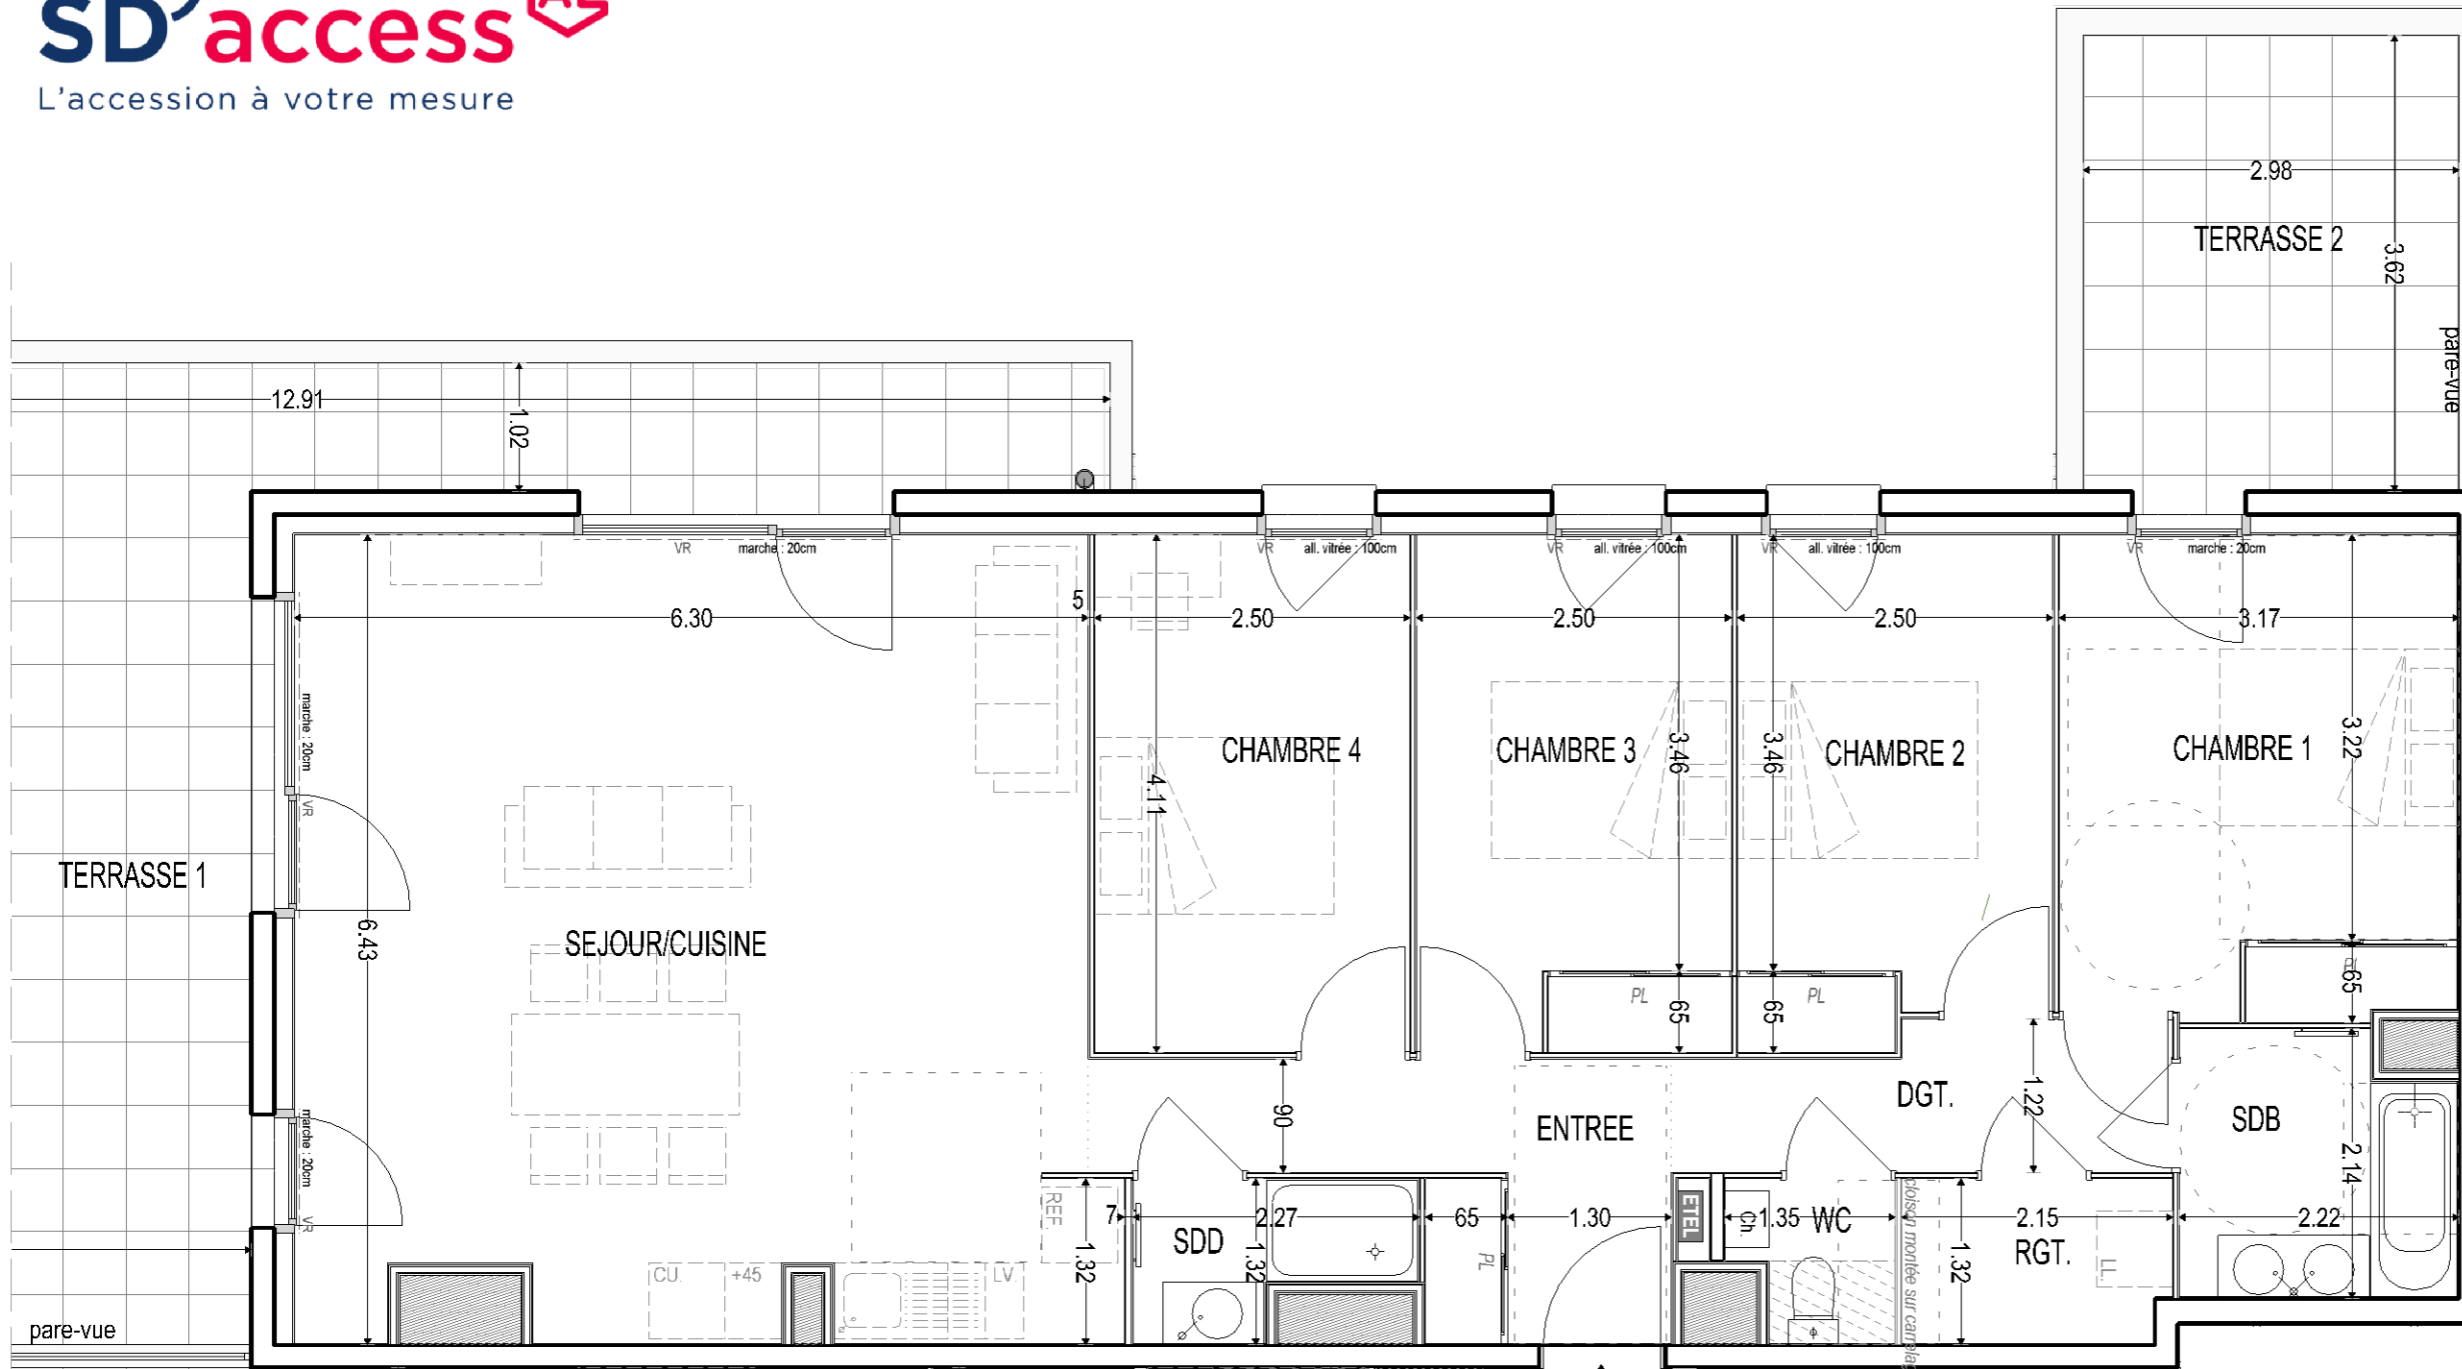 SD'access
L'accession à votre mesure
2.98
TERRASSE 2
3.62
pare-vue
12.91
1.02
VR
marche : 20cm
VR
all. vitrée : 100cm
VR
all. vitrée : 100cm
VR
all. vitrée : 100cm
VR
marche : 20cm
5
6.30
2.50
2.50
2.50
3.17
marche : 20cm
VR
CHAMBRE 4
CHAMBRE 3
CHAMBRE 2
CHAMBRE 1
4.11
3.46
3.46
3.22
TERRASSE 1
6.43
SEJOUR/CUISINE
PL
65
PL
65
PL
65
90
ENTREE
DGT.
1.22
SDB
2.14
marche : 20cm
VR
REF.
1.32
7
2.27
65
1.30
ETEL
Ch.
1.35
WC
2.15
2.22
SDD
1.32
PL
1.32
cloison montée sur carrelage
RGT.
LL.
CU.
+45
LV
pare-vue